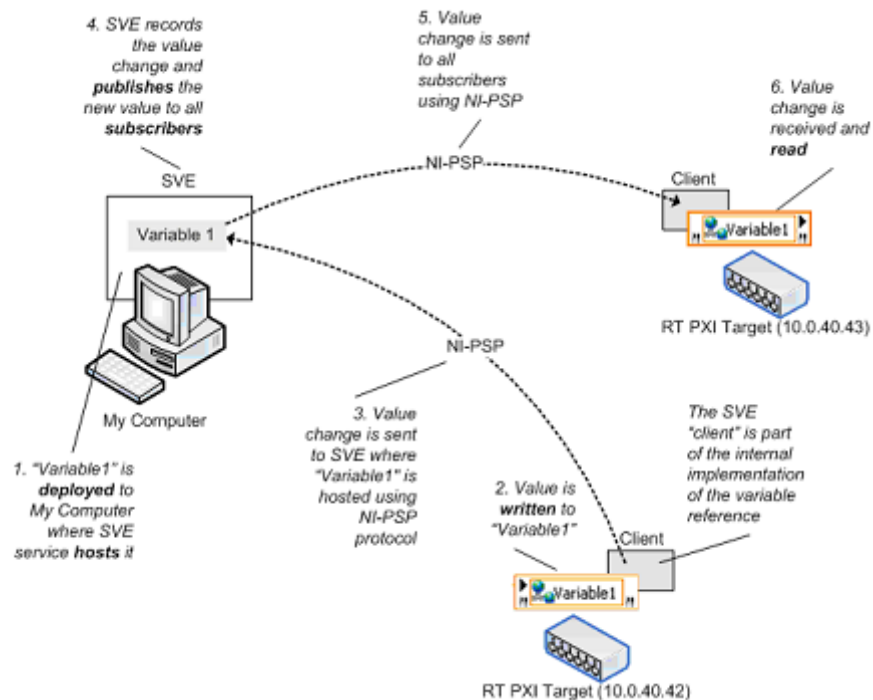 4. SVE records
the value
change and
publishes the
new value to all
subscribers
SVE
Variable 1
My Computer
1. “Variable1” is
deployed to
My Computer
where SVE
service hosts it
5. Value
change is sent
to all
subscribers
using NI-PSP
NI-PSP
6. Value
change is
received and
read
Client
Variable1
RT PXI Target (10.0.40.43)
NI-PSP
3. Value
change is sent
to SVE where
“Variable1” is
hosted using
NI-PSP
protocol
2. Value is
written to
“Variable1”
The SVE
“client” is part
of the internal
implementation
of the variable
reference
Client
Variable1
RT PXI Target (10.0.40.42)